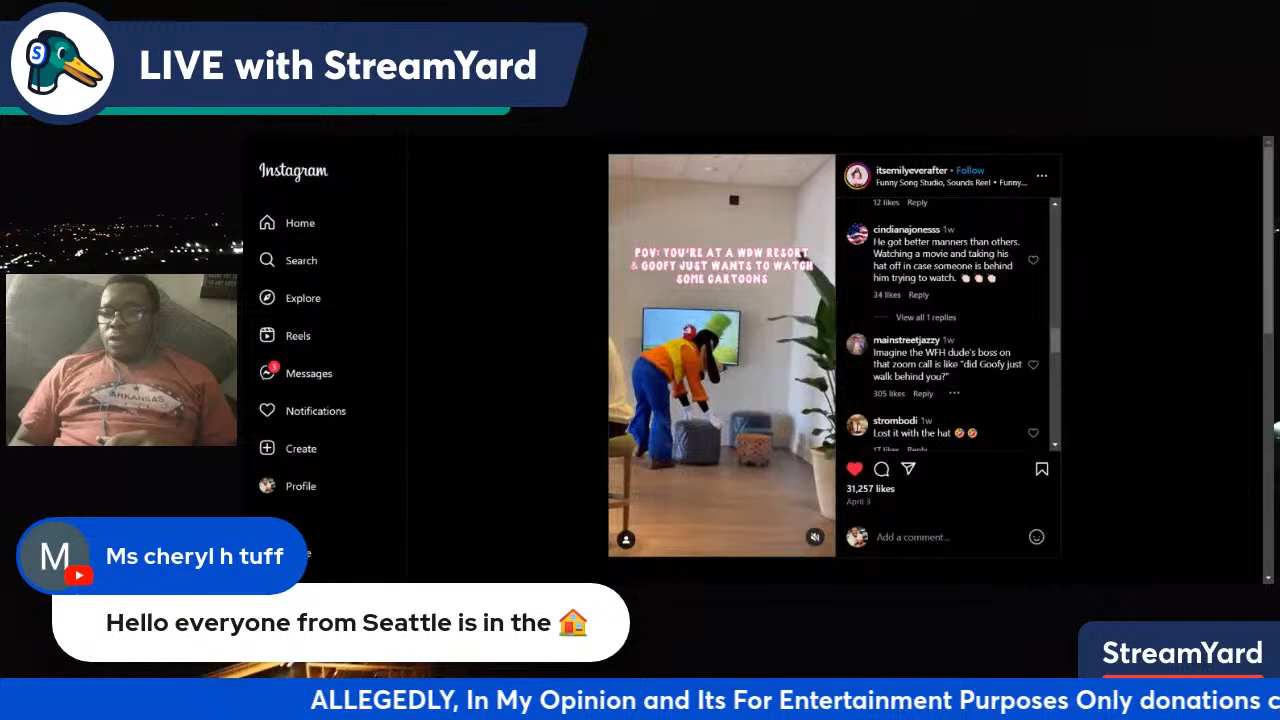 LIVE with StreamYard
Instagram
Home
Search
Explore
Reels
3
Messages
Notifications
Create
Profile
POV: YOU'RE AT A WDW RESORT
& GOOFY JUST WANTS TO WATCH
SOME CARTOONS
itsemilyeverafter • Follow
Funny Song Studio, Sounds Reel • Funny...
12 likes Reply
cindianajonesss 1w
He got better manners than others.
Watching a movie and taking his
hat off in case someone is behind
him trying to watch. 👏🏻 👏🏻 👏🏻
34 likes Reply
View all 1 replies
mainstreetjazzy 1w
Imagine the WFH dude's boss on
that zoom call is like "did Goofy just
walk behind you?"
305 likes Reply ...
strombodi 1w
Lost it with the hat 🤣 🤣
17 likes Reply
31,257 likes
April 3
Add a comment...
ARKANSAS
M
Ms cheryl h tuff
Hello everyone from Seattle is in the 🏠
StreamYard
ALLEGEDLY, In My Opinion and Its For Entertainment Purposes Only donations